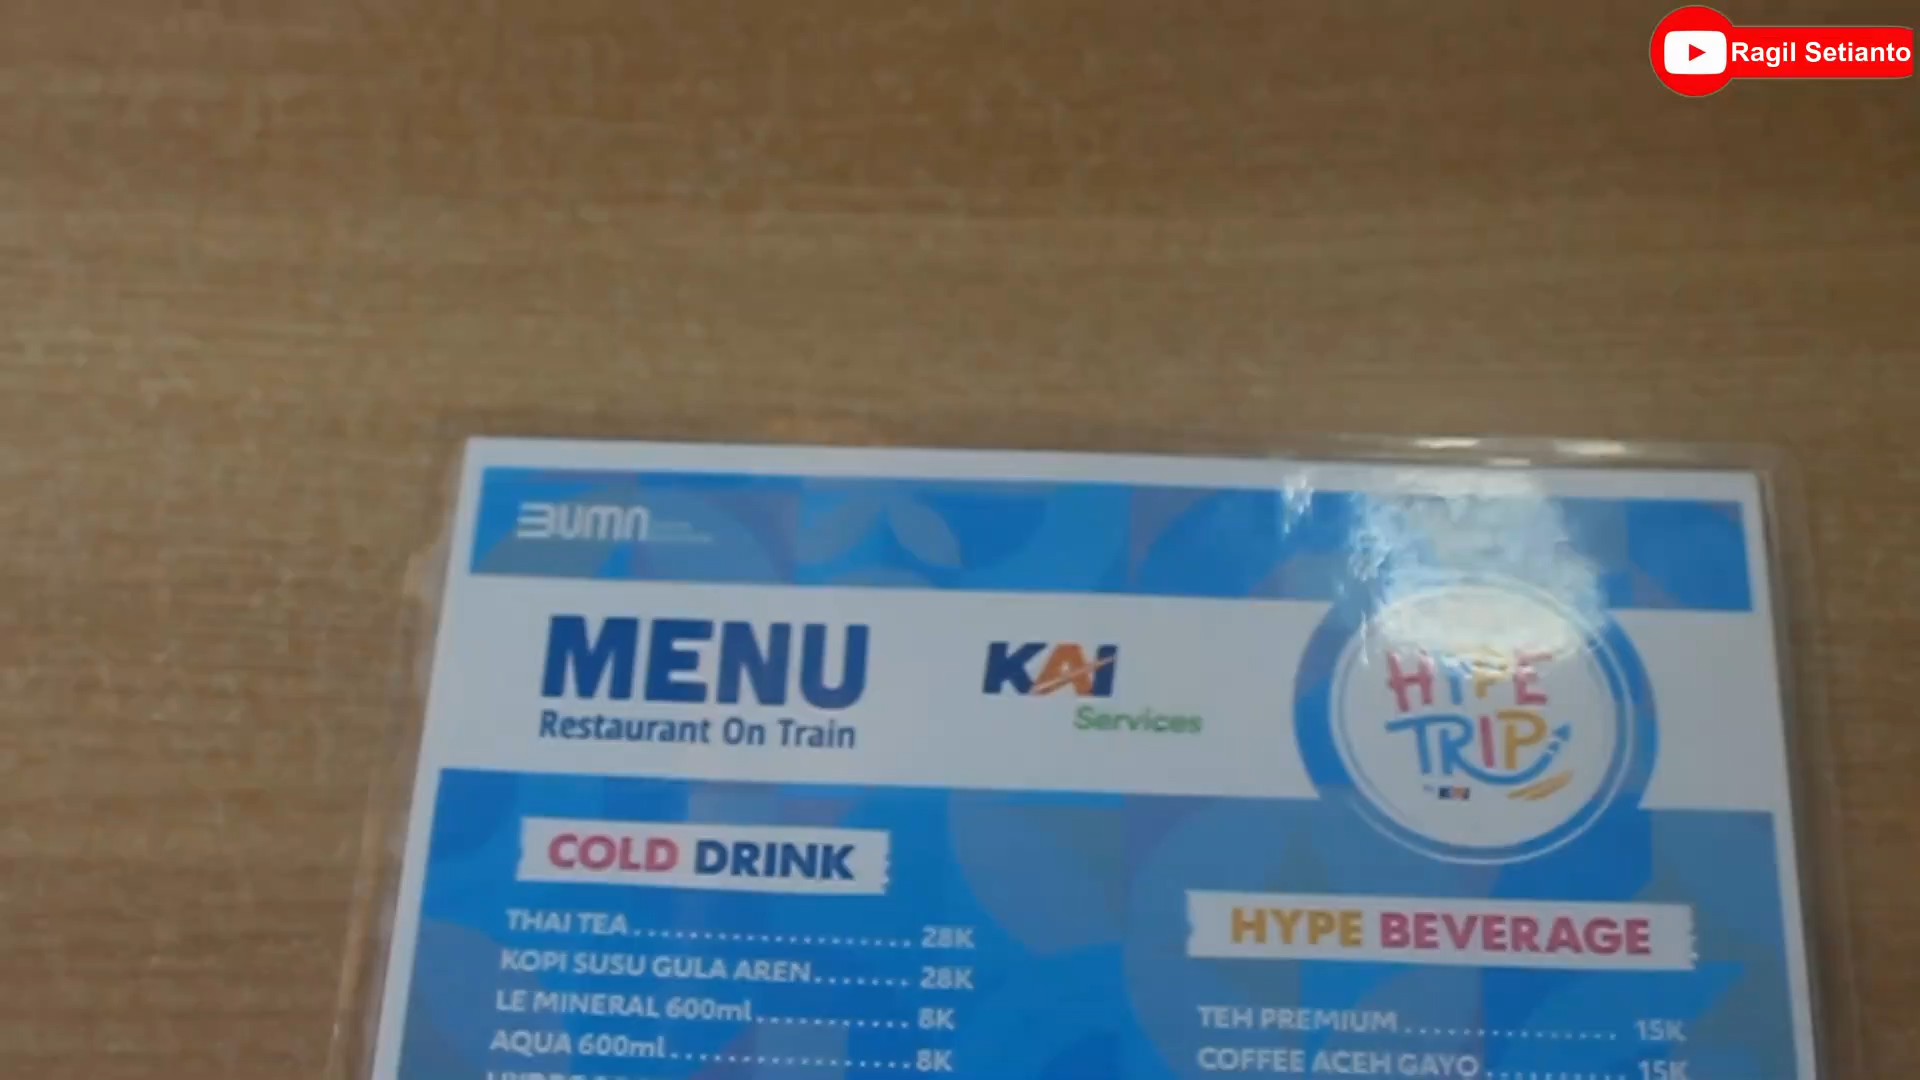 Ragil Setianto
BUMN
MENU
Restaurant On Train
KAI
Services
HYPE
TRIP
KAI
COLD DRINK
THAI TEA.................... 28K
KOPI SUSU GULA AREN....... 28K
LE MINERAL 600ml........... 8K
AQUA 600ml.................8K
HYPE BEVERAGE
TEH PREMIUM............... 15K
COFFEE ACEH GAYO.......... 15K